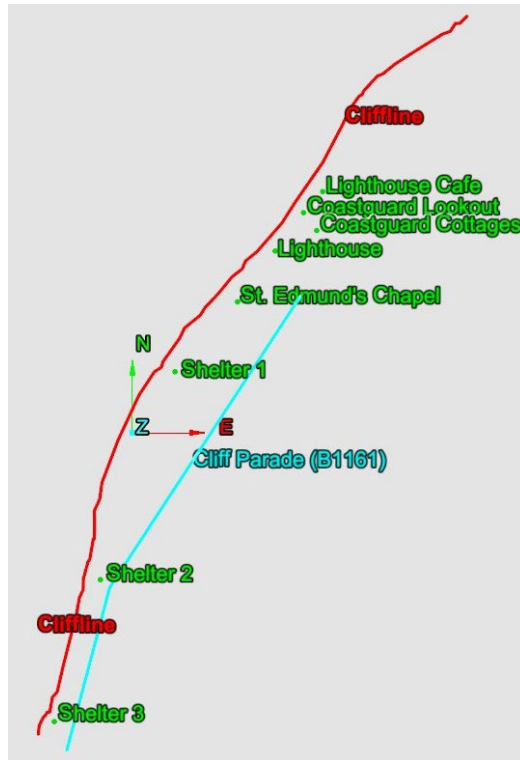 Cliffline
Lighthouse Cafe
Coastguard Lookout
Coastguard Cottages
Lighthouse
St. Edmund's Chapel
N
Shelter 1
Z
E
Cliff Parade (B1161)
Shelter 2
Cliffline
Shelter 3